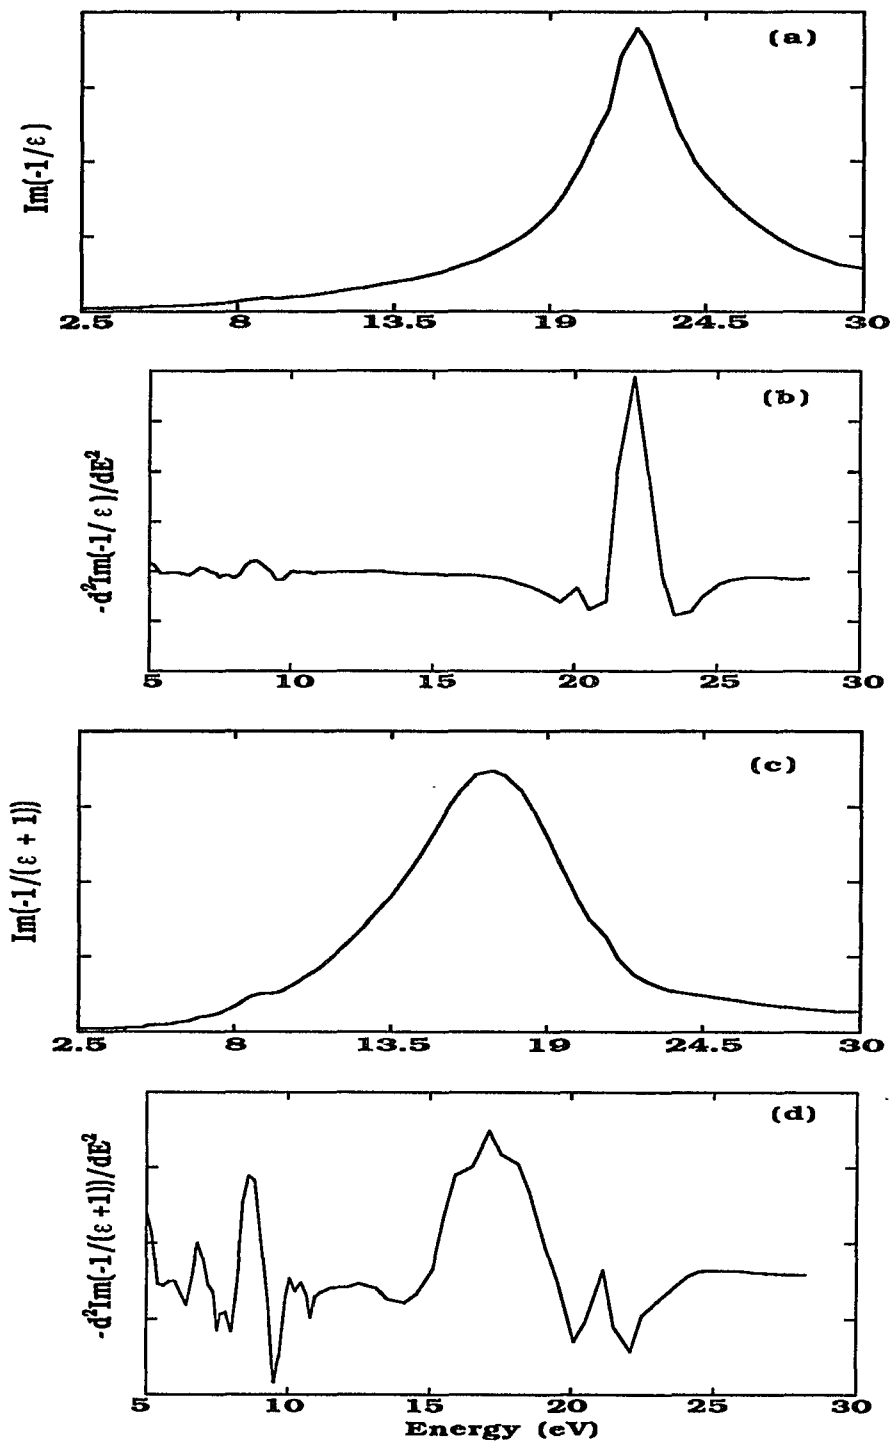 (a)
Im(-1/ε)
2.5 8 13.5 19 24.5 30
(b)
-d²Im(-1/ε)/dE²
5 10 15 20 25 30
(c)
Im(-1/(ε + 1))
2.5 8 13.5 19 24.5 30
(d)
-d²Im(-1/(ε +1))/dE²
5 10 15 20 25 30
Energy (eV)